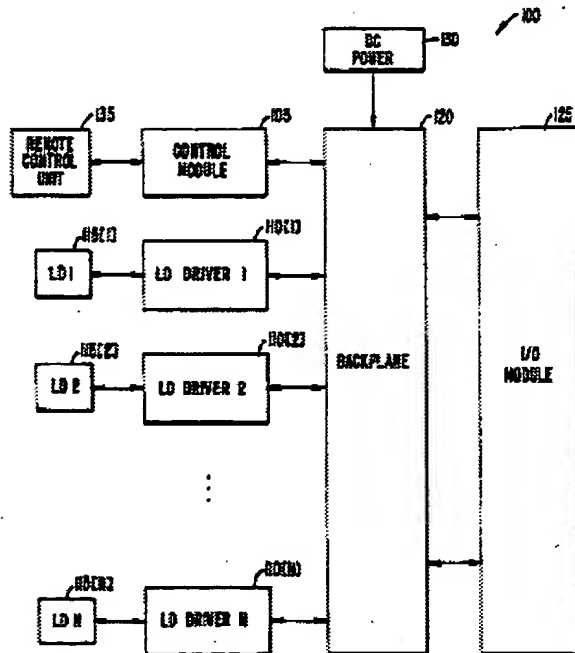 100
DC
POWER
130
135
105
120
125
REMOTE
CONTROL
UNIT
CONTROL
MODULE
LD 1
LD DRIVER 1
LD 2
LD DRIVER 2
BACKPLANE
I/O
MODULE
LD N
LD DRIVER N